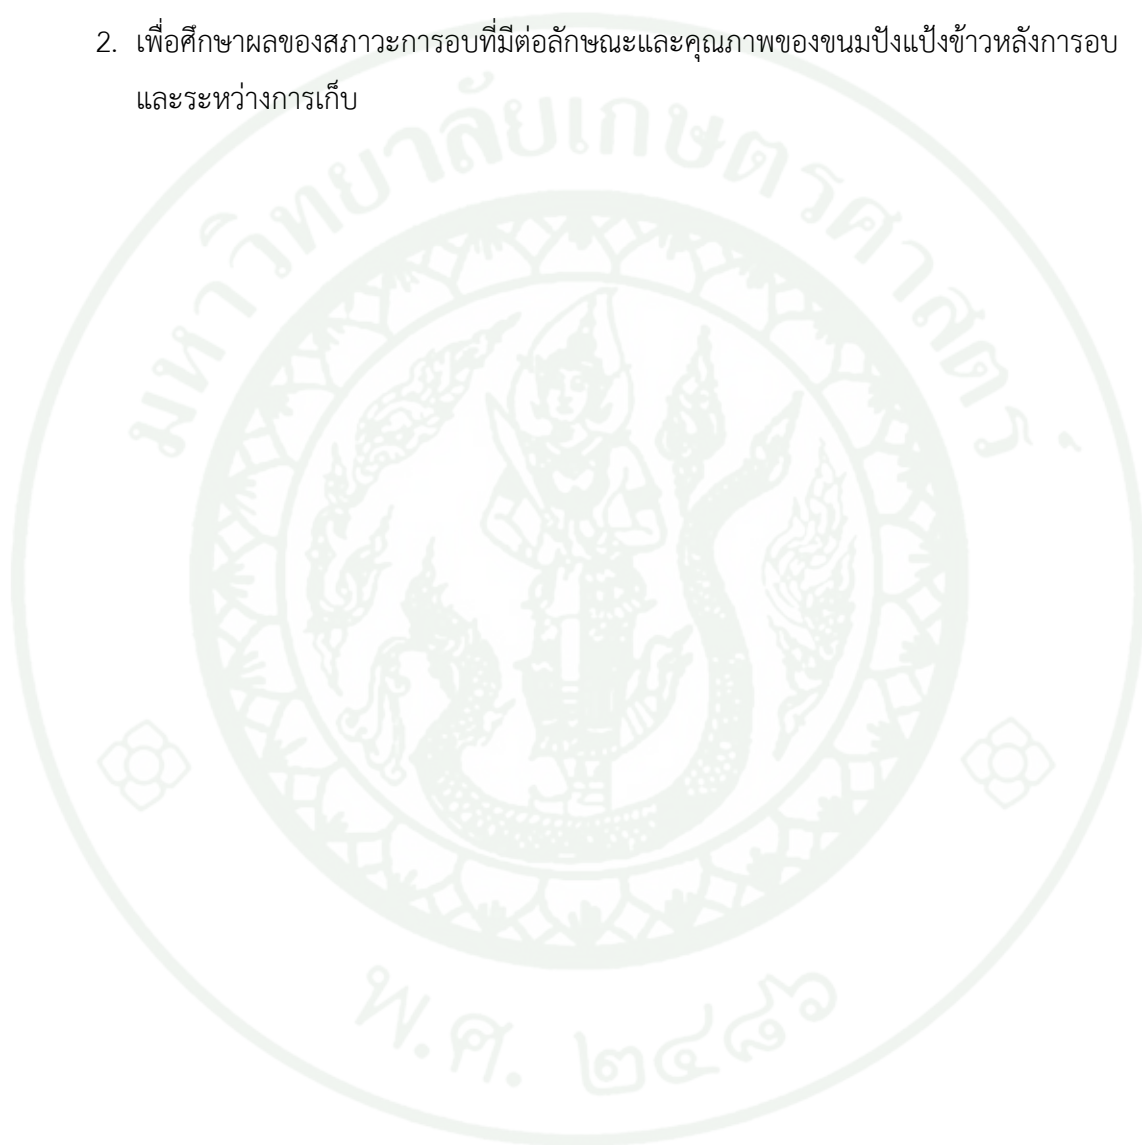 2. เพื่อศึกษาผลของสภาวะการอบที่มีต่อลักษณะและคุณภาพของขนมปังแป้งข้าวหลังการอบ
และระหว่างการเก็บ
มหาวิทยาลัยเกษตรศาสตร์
พ.ศ. ๒๔๘๖